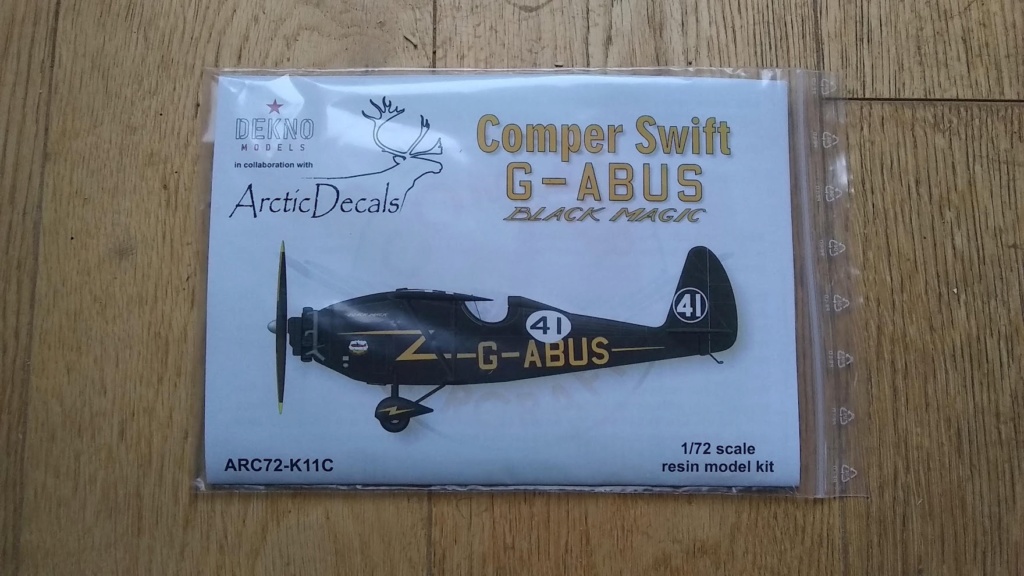 DEKNO
MODELS
in collaboration with
ArcticDecals
Comper Swift
G-ABUS
BLACK MAGIC
41
41
G-ABUS
ARC72-K11C
1/72 scale
resin model kit